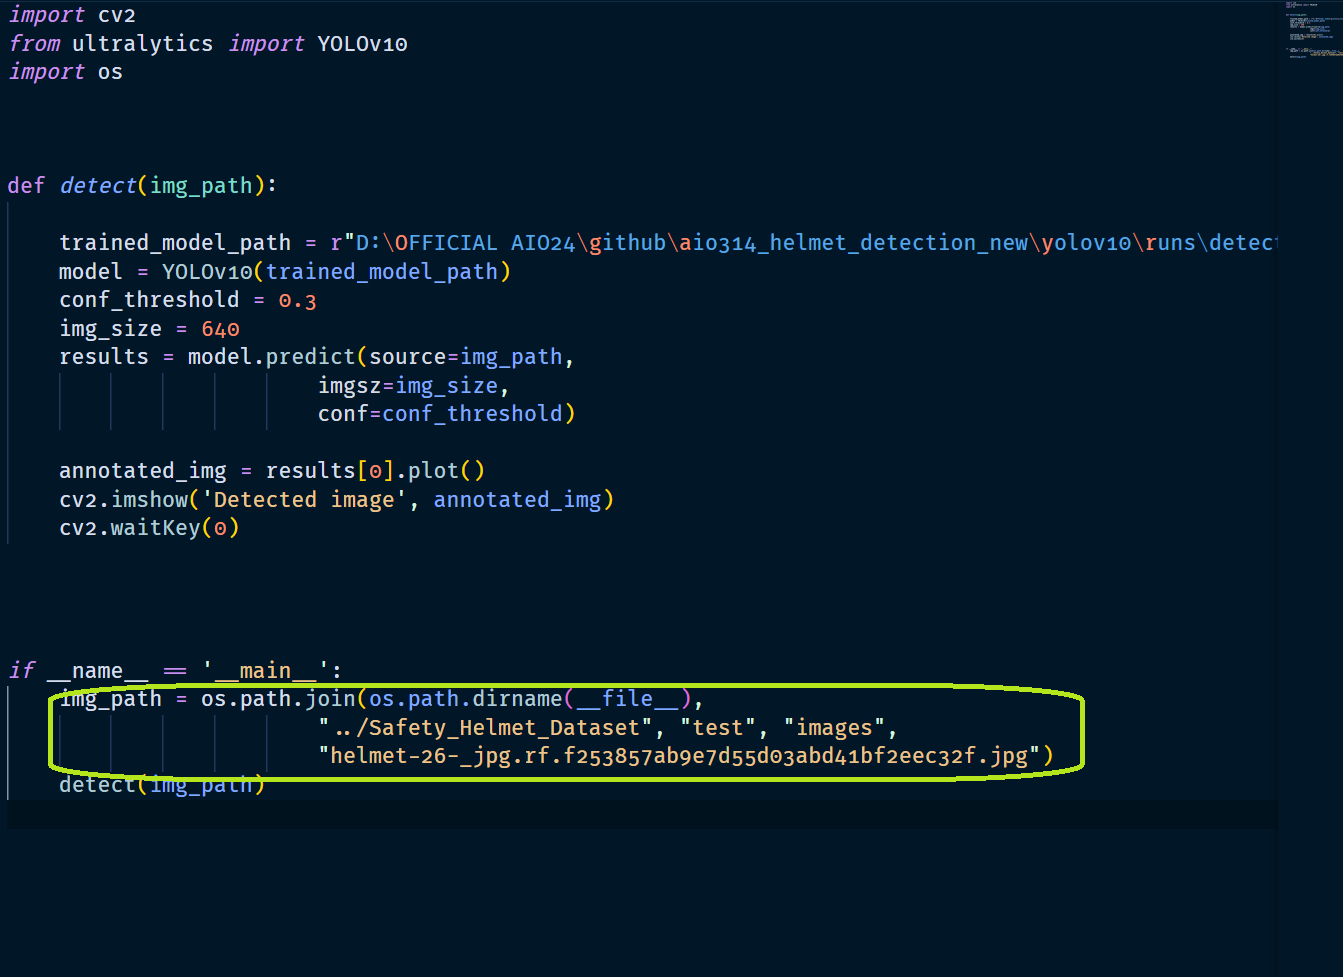 import cv2
from ultralytics import YOLOv10
import os
def detect(img_path):
trained_model_path = r"D:\OFFICIAL AIO24\github\aio314_helmet_detection_new\yolov10\runs\detect
model = YOLOv10(trained_model_path)
conf_threshold = 0.3
img_size = 640
results = model.predict(source=img_path,
imgsz=img_size,
conf=conf_threshold)
annotated_img = results[0].plot()
cv2.imshow('Detected image', annotated_img)
cv2.waitKey(0)
if __name__ == '__main__':
img_path = os.path.join(os.path.dirname(__file__),
"../Safety_Helmet_Dataset", "test", "images",
"helmet-26-_jpg.rf.f253857ab9e7d55d03abd41bf2eec32f.jpg")
detect(img_path)